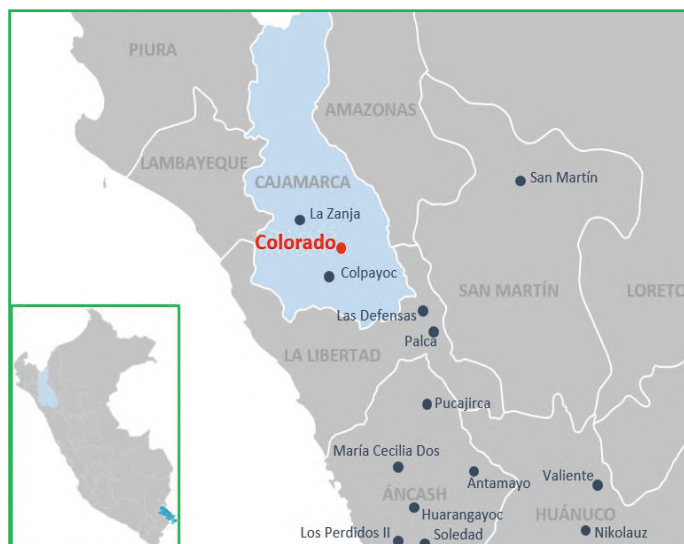 PIURA
AMAZONAS
LAMBAYEQUE
CAJAMARCA
San Martín
La Zanja
Colorado
Colpayoc
SAN MARTÍN
LORETO
Las Defensas
Palca
LA LIBERTAD
Pucajirca
María Cecilia Dos
Antamayo
Valiente
ÁNCASH
Huarangayoc
HUÁNUCO
Los Perdidos II
Soledad
Nikolauz